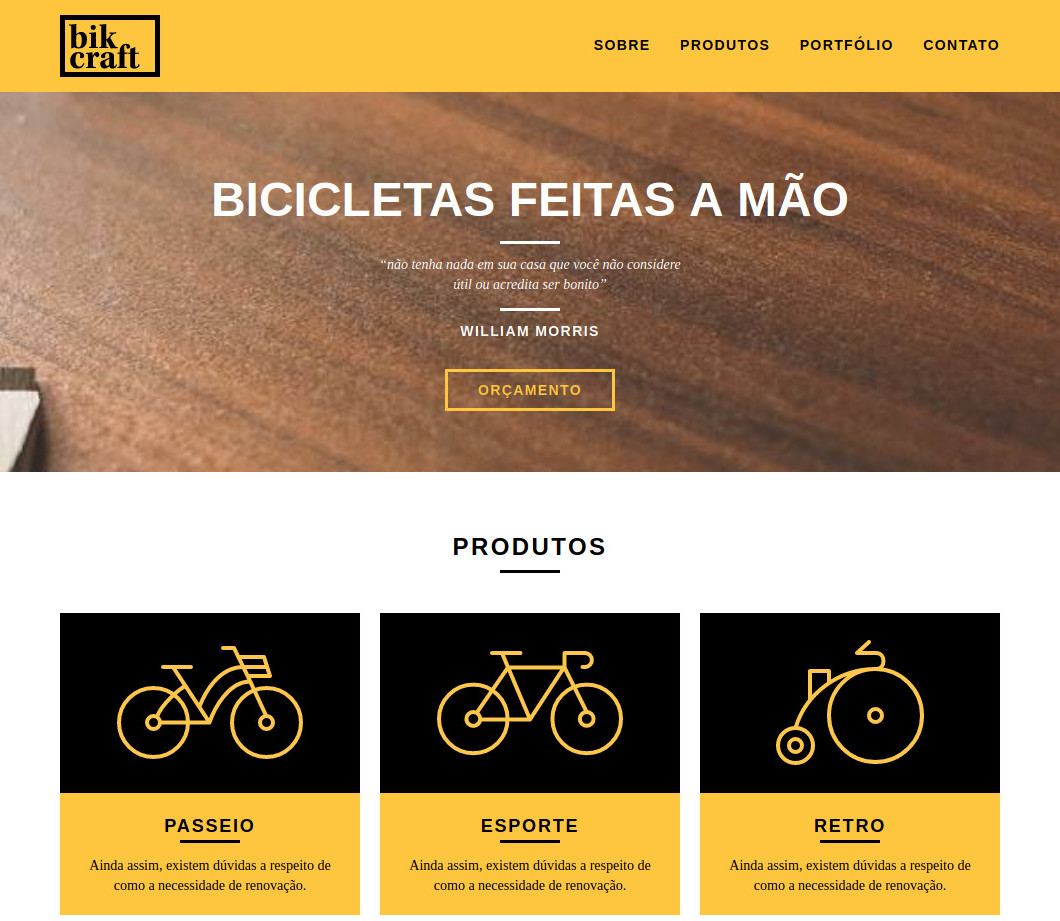 bik
craft
SOBRE PRODUTOS PORTFÓLIO CONTATO
BICICLETAS FEITAS A MÃO
“não tenha nada em sua casa que você não considere
útil ou acredita ser bonito”
WILLIAM MORRIS
ORÇAMENTO
PRODUTOS
PASSEIO
Ainda assim, existem dúvidas a respeito de
como a necessidade de renovação.
ESPORTE
Ainda assim, existem dúvidas a respeito de
como a necessidade de renovação.
RETRO
Ainda assim, existem dúvidas a respeito de
como a necessidade de renovação.